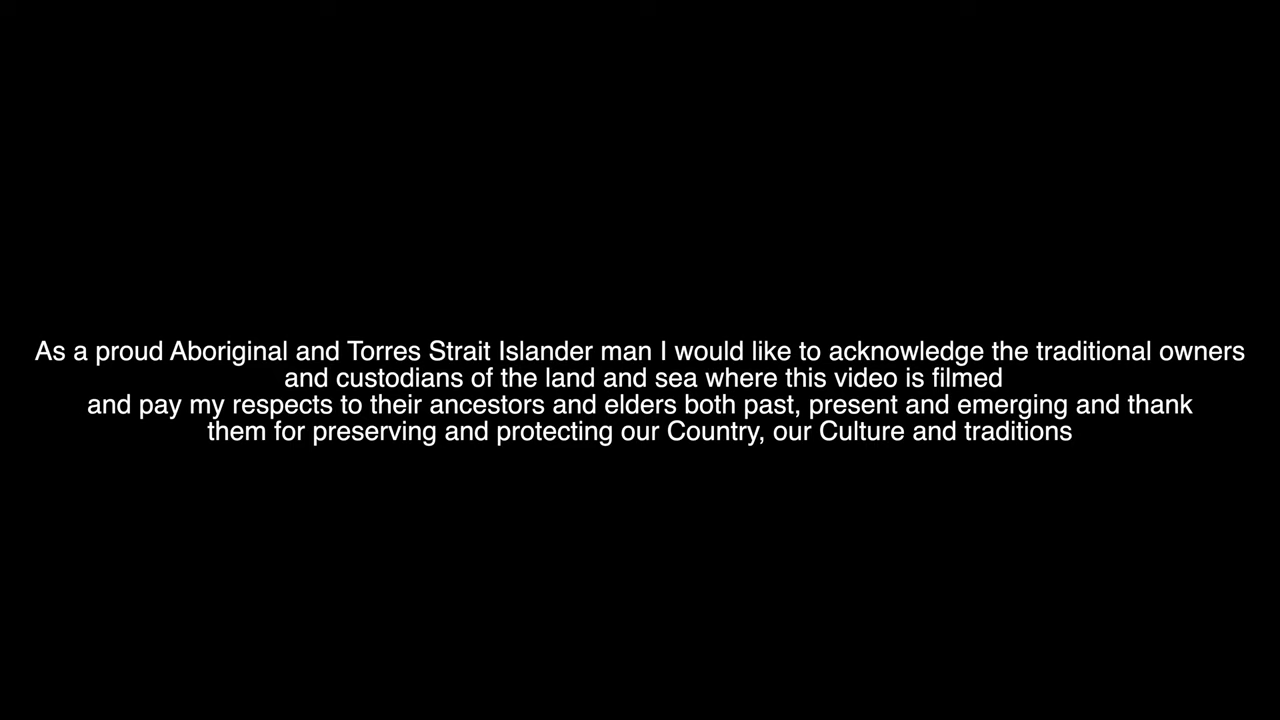 As a proud Aboriginal and Torres Strait Islander man I would like to acknowledge the traditional owners
and custodians of the land and sea where this video is filmed
and pay my respects to their ancestors and elders both past, present and emerging and thank
them for preserving and protecting our Country, our Culture and traditions